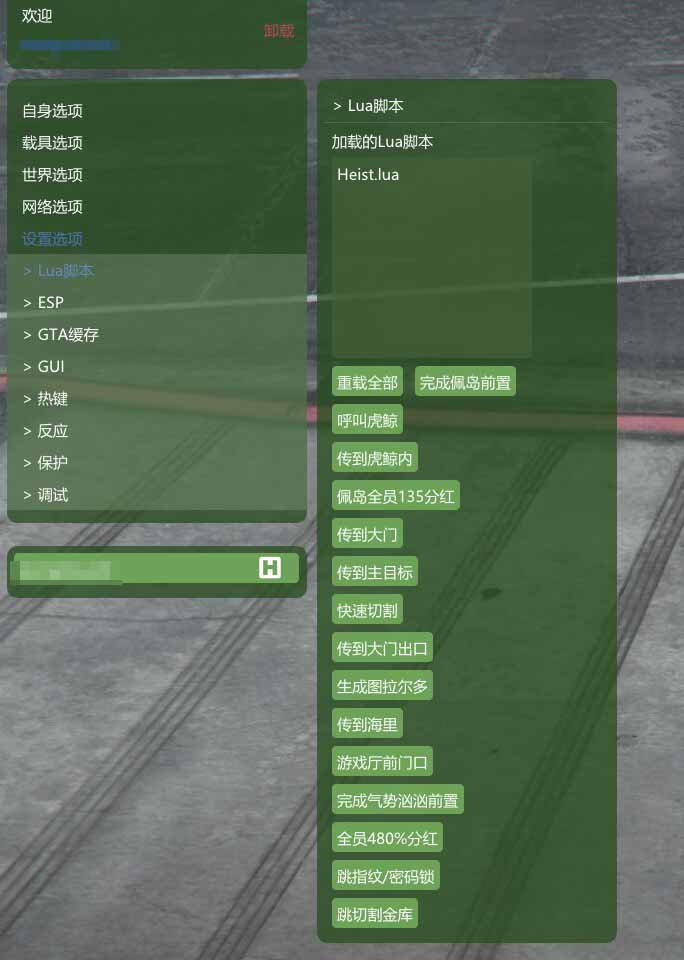 欢迎
卸载
自身选项
载具选项
世界选项
网络选项
设置选项
> Lua脚本
> ESP
> GTA缓存
> GUI
> 热键
> 反应
> 保护
> 调试
H
> Lua脚本
加载的Lua脚本
Heist.lua
重载全部 完成佩岛前置
呼叫虎鲸
传到虎鲸内
佩岛全员135分红
传到大门
传到主目标
快速切割
传到大门出口
生成图拉尔多
传到海里
游戏厅前门口
完成气势汹汹前置
全员480%分红
跳指纹/密码锁
跳切割金库